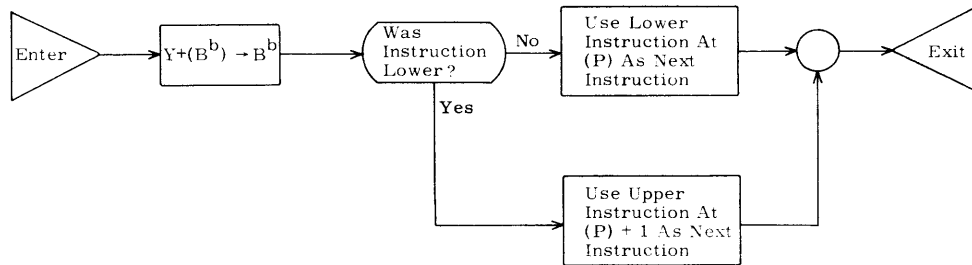 Enter
Y+(B^b) → B^b
Was
Instruction
Lower?
No
Yes
Use Lower
Instruction At
(P) As Next
Instruction
Exit
Use Upper
Instruction At
(P) + 1 As Next
Instruction